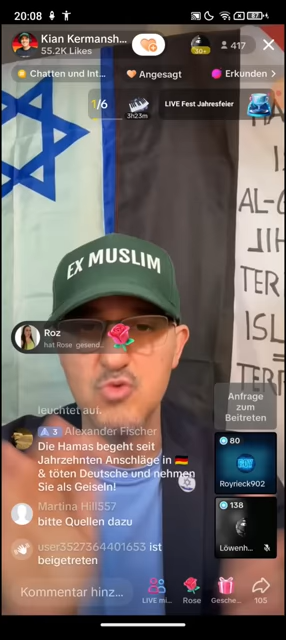 20:08
87
Kian Kermansh...
55.2K Likes
30+
417
Chatten und Int...
Angesagt
Erkunden
1/6
3h23m
LIVE Fest Jahresfeier
EX MUSLIM
Roz
hat Rose gesend..
leuchtet auf.
3 Alexander Fischer
Die Hamas begeht seit
Jahrzehnten Anschläge in 🇩🇪
& töten Deutsche und nehmen
Sie als Geiseln!
Martina Hill557
bitte Quellen dazu
user3527364401653 ist
beigetreten
Anfrage
zum
Beitreten
80
Royrieck902
138
Löwenh...
Kommentar hinz...
LIVE mi...
Rose
Gesche...
105